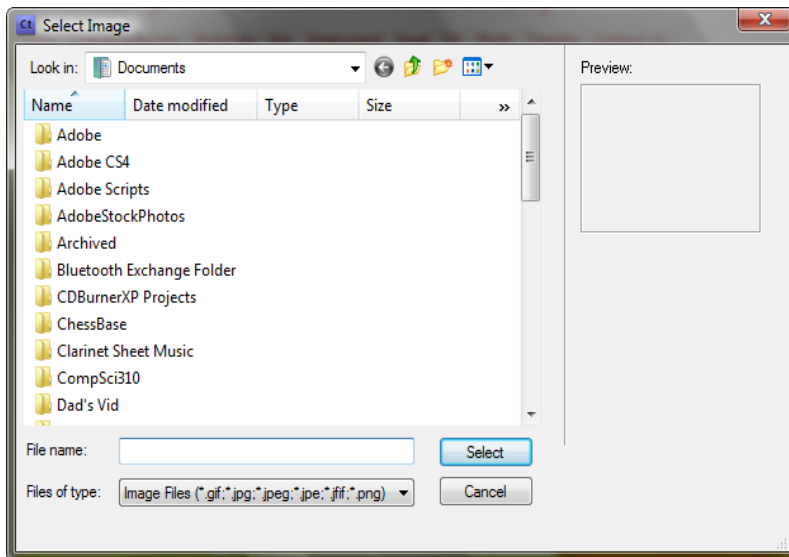 Ct Select Image
Look in: Documents Preview:
Name Date modified Type Size »
Adobe
Adobe CS4
Adobe Scripts
AdobeStockPhotos
Archived
Bluetooth Exchange Folder
CDBurnerXP Projects
ChessBase
Clarinet Sheet Music
CompSci310
Dad's Vid
File name: Select
Files of type: Image Files (*.gif;*.jpg;*.jpeg;*.jpe;*.jfif;*.png) Cancel